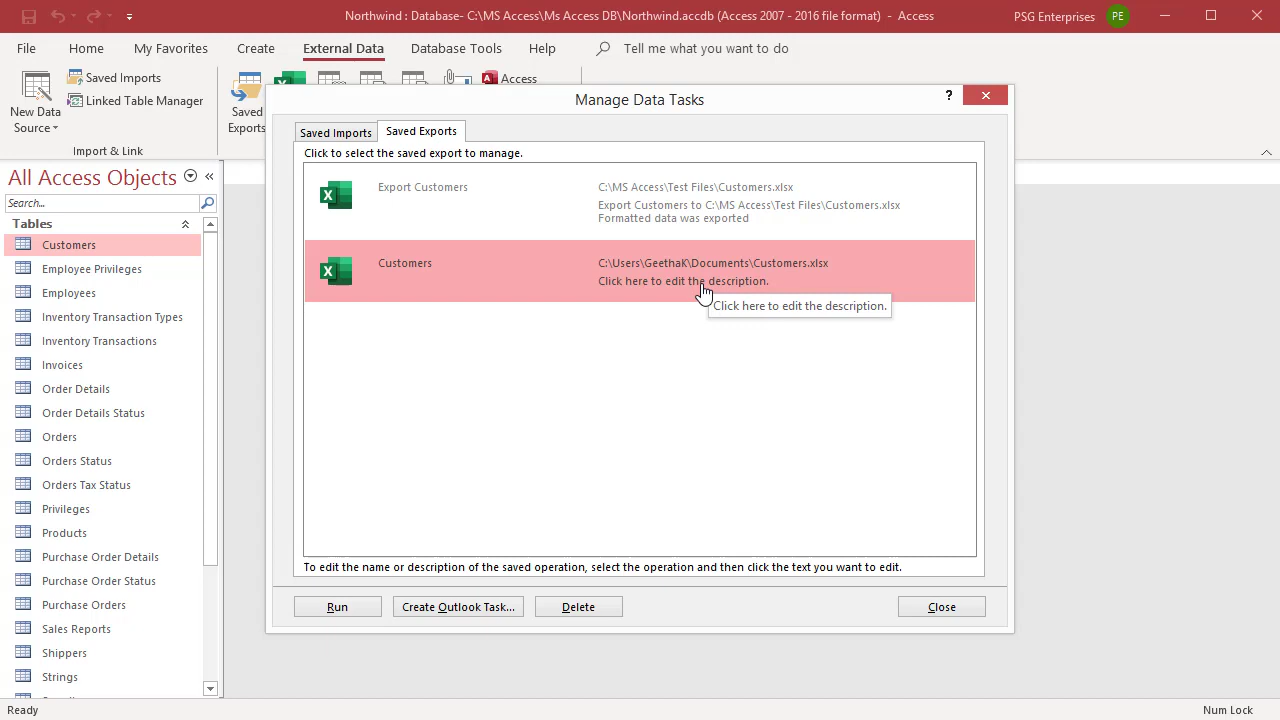 Northwind : Database- C:\MS Access\Ms Access DB\Northwind.accdb (Access 2007 - 2016 file format) - Access
PSG Enterprises
PE
File
Home
My Favorites
Create
External Data
Database Tools
Help
Tell me what you want to do
New Data
Source
Saved Imports
Linked Table Manager
Import & Link
Saved
Exports
Access
Manage Data Tasks
?
Saved Imports
Saved Exports
Click to select the saved export to manage.
Export Customers
C:\MS Access\Test Files\Customers.xlsx
Export Customers to C:\MS Access\Test Files\Customers.xlsx
Formatted data was exported
Customers
C:\Users\GeethaK\Documents\Customers.xlsx
Click here to edit the description.
Click here to edit the description.
To edit the name or description of the saved operation, select the operation and then click the text you want to edit.
Run
Create Outlook Task...
Delete
Close
All Access Objects
Search...
Tables
Customers
Employee Privileges
Employees
Inventory Transaction Types
Inventory Transactions
Invoices
Order Details
Order Details Status
Orders
Orders Status
Orders Tax Status
Privileges
Products
Purchase Order Details
Purchase Order Status
Purchase Orders
Sales Reports
Shippers
Strings
Ready
Num Lock